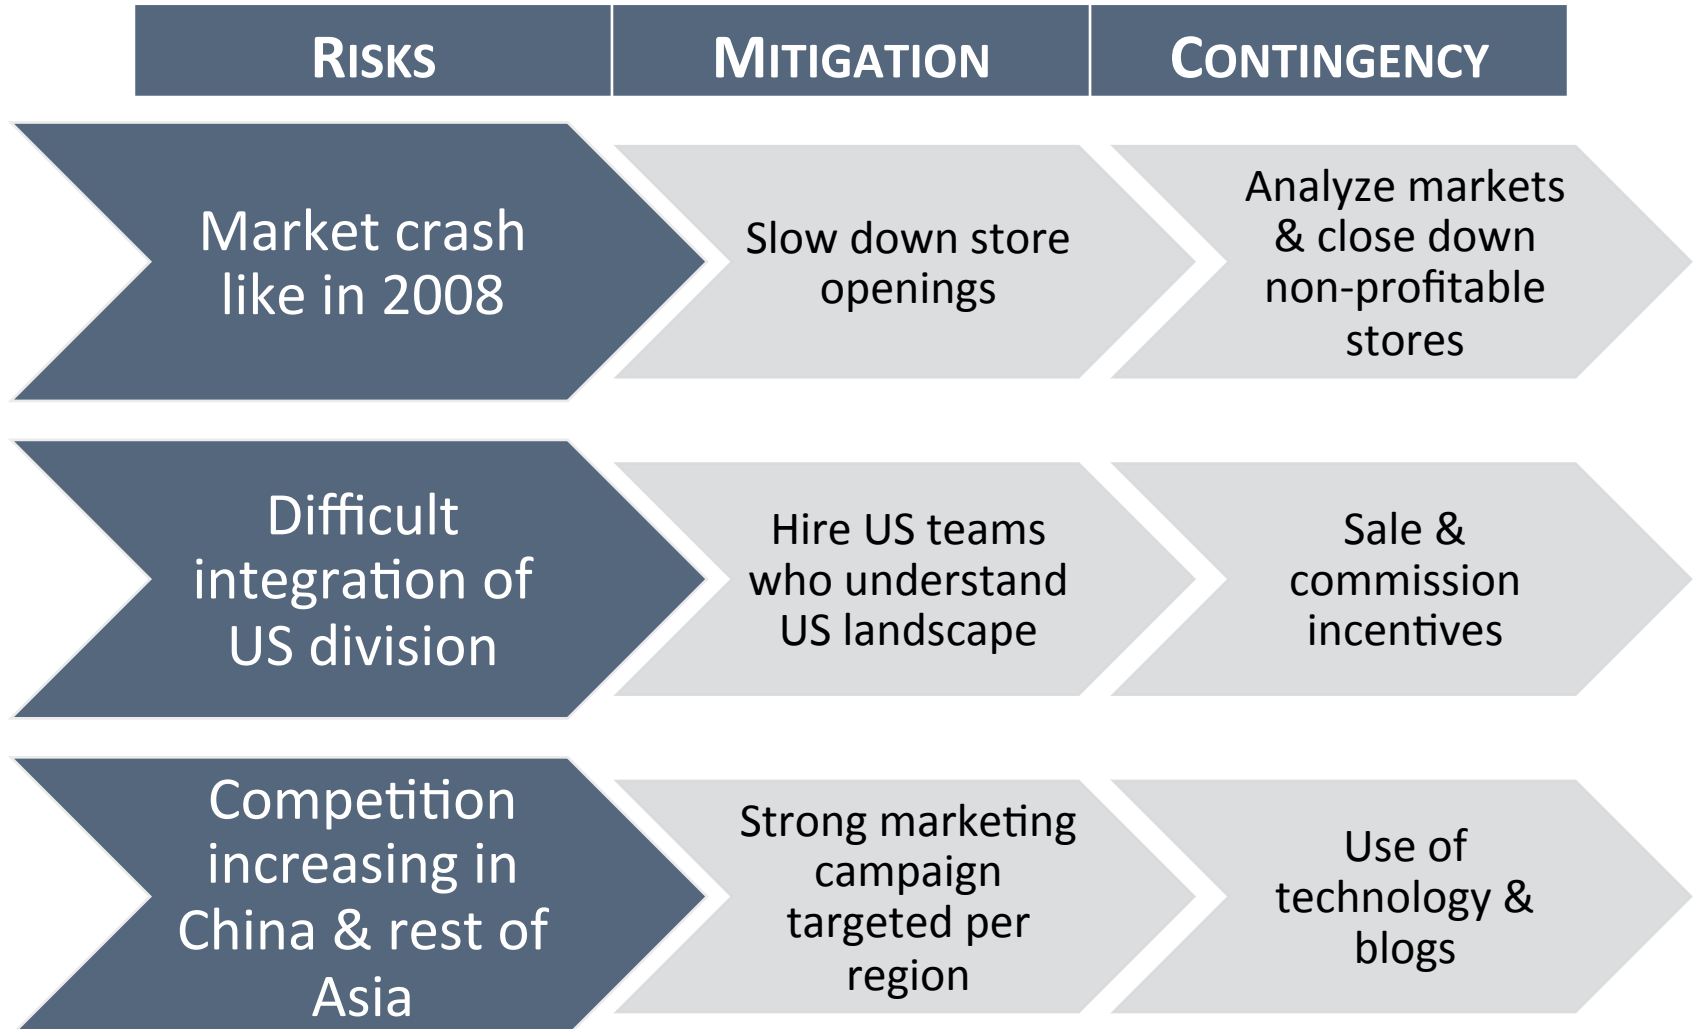 RISKS
MITIGATION
CONTINGENCY
Market crash
like in 2008
Slow down store
openings
Analyze markets
& close down
non-profitable
stores
Difficult
integration of
US division
Hire US teams
who understand
US landscape
Sale &
commission
incentives
Competition
increasing in
China & rest of
Asia
Strong marketing
campaign
targeted per
region
Use of
technology &
blogs